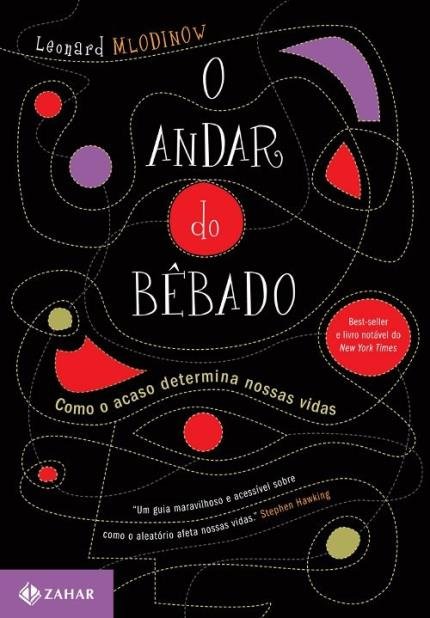 Leonard MLODINOW
O
ANDAR
do
BÊBADO
Best-seller
e livro notável do
New York Times
Como o acaso determina nossas vidas
"Um guia maravilhoso e acessível sobre
como o aleatório afeta nossas vidas." Stephen Hawking
ZAHAR